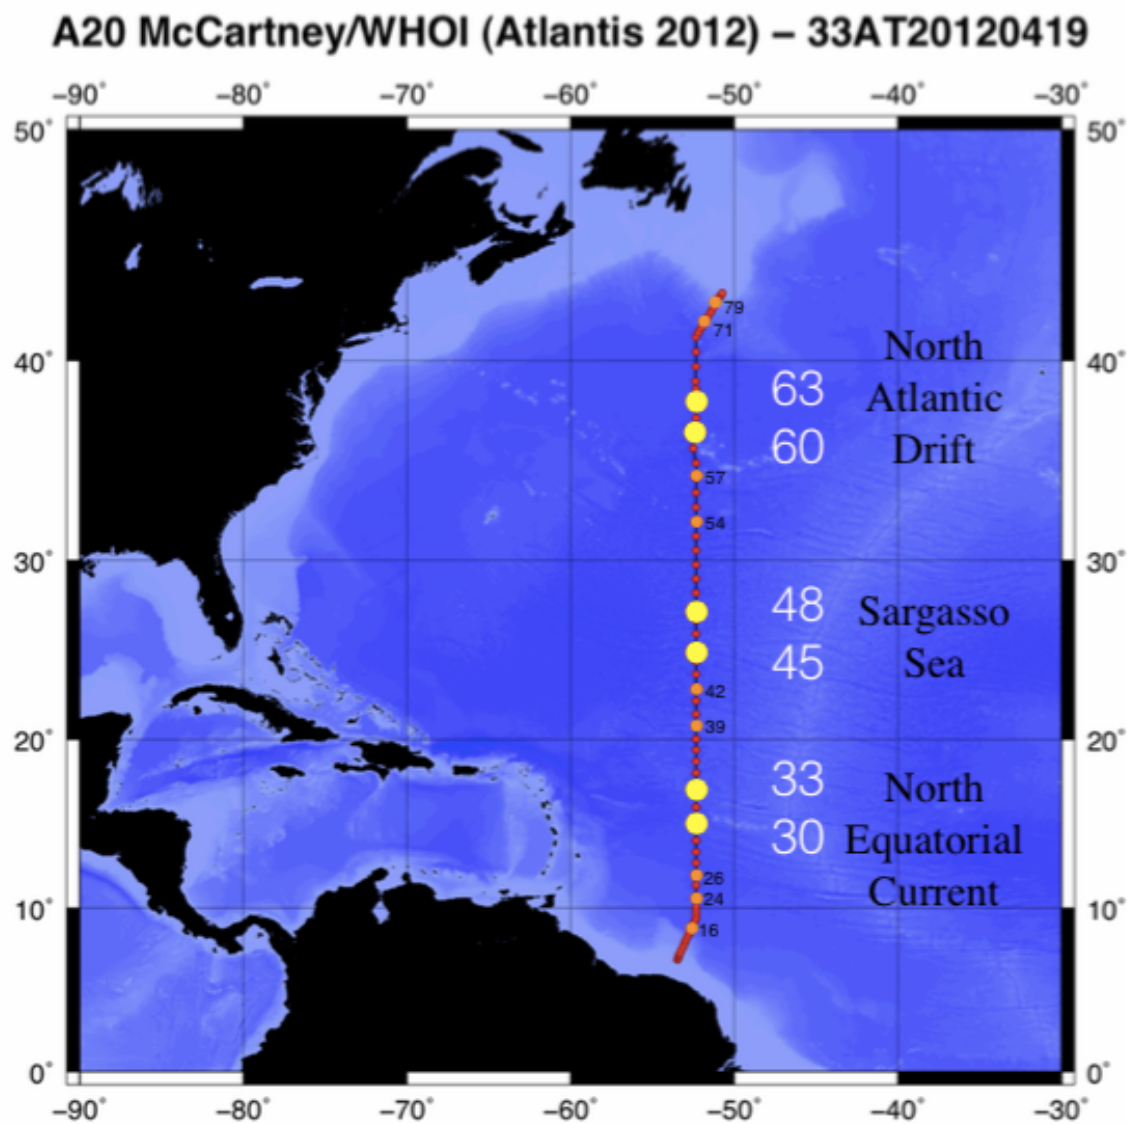 A20 McCartney/WHOI (Atlantis 2012) – 33AT20120419
–90° –80° –70° –60° –50° –40° –30°
50° 50°
79
71
North
40° 40°
63 Atlantic
60 Drift
57
54
30° 30°
48 Sargasso
45 Sea
42
39
20° 20°
33 North
30 Equatorial
26
24 Current
10° 10°
16
0° 0°
–90° –80° –70° –60° –50° –40° –30°